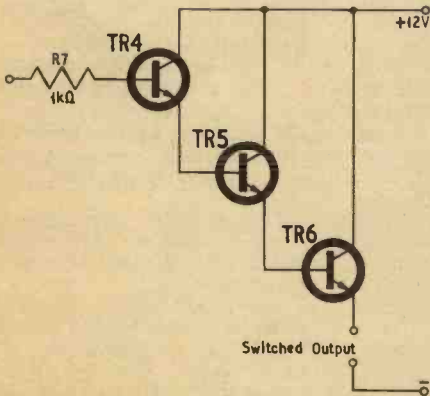 +12V
TR4
R7
1kΩ
TR5
TR6
Switched Output
–